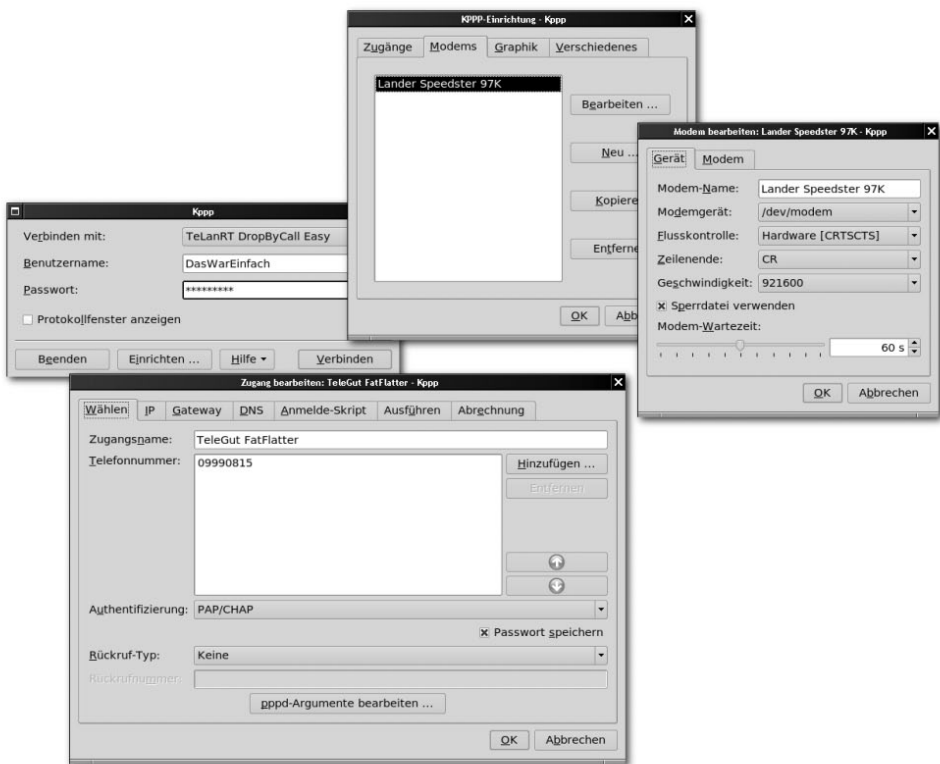 KPPP-Einrichtung - Kppp
Zugänge Modems Graphik Verschiedenes
Lander Speedster 97K
Bearbeiten ...
Neu ...
Kopiere
Entferne
OK Abb
Modem bearbeiten: Lander Speedster 97K - Kppp
Gerät Modem
Modem-Name: Lander Speedster 97K
Modemgerät: /dev/modem
Flusskontrolle: Hardware [CRTSCTS]
Zeilenende: CR
Geschwindigkeit: 921600
Sperrdatei verwenden
Modem-Wartezeit:
60 s
OK Abbrechen
Kppp
Verbinden mit: TeLanRT DropByCall Easy
Benutzername: DasWarEinfach
Passwort: *********
Protokollfenster anzeigen
Beenden Einrichten ... Hilfe Verbinden
Zugang bearbeiten: TeleGut FatFlatter - Kppp
Wählen IP Gateway DNS Anmelde-Skript Ausführen Abrechnung
Zugangsname: TeleGut FatFlatter
Telefonnummer: 09990815
Hinzufügen ...
Entfernen
Authentifizierung: PAP/CHAP
Passwort speichern
Rückruf-Typ: Keine
Rückrufnummer:
pppd-Argumente bearbeiten ...
OK Abbrechen